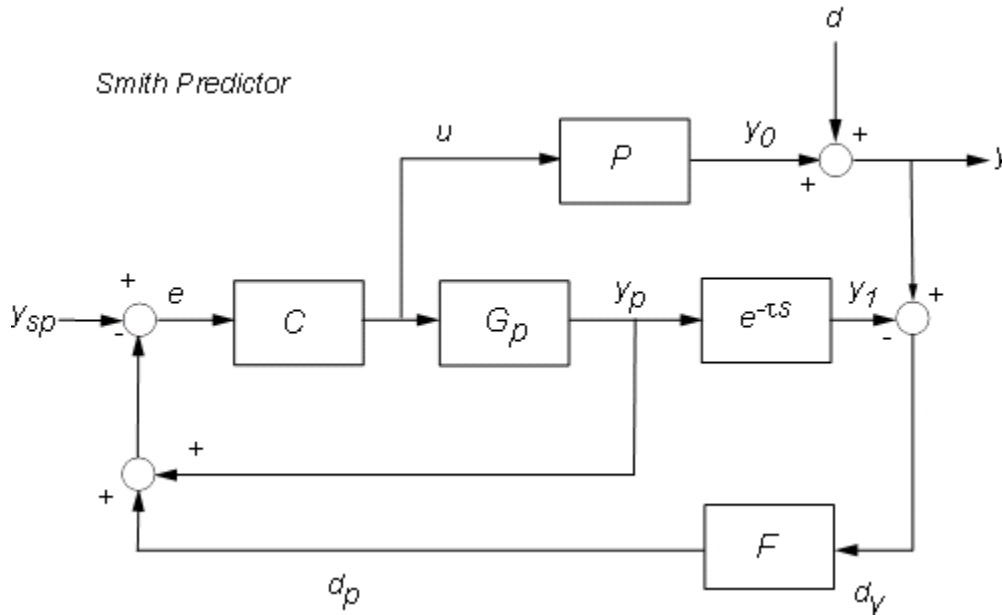 d
Smith Predictor
u
P
y0
+
+
y
+
ysp
-
e
C
Gp
yp
e-τs
y1
+
-
+
+
F
dp
dy